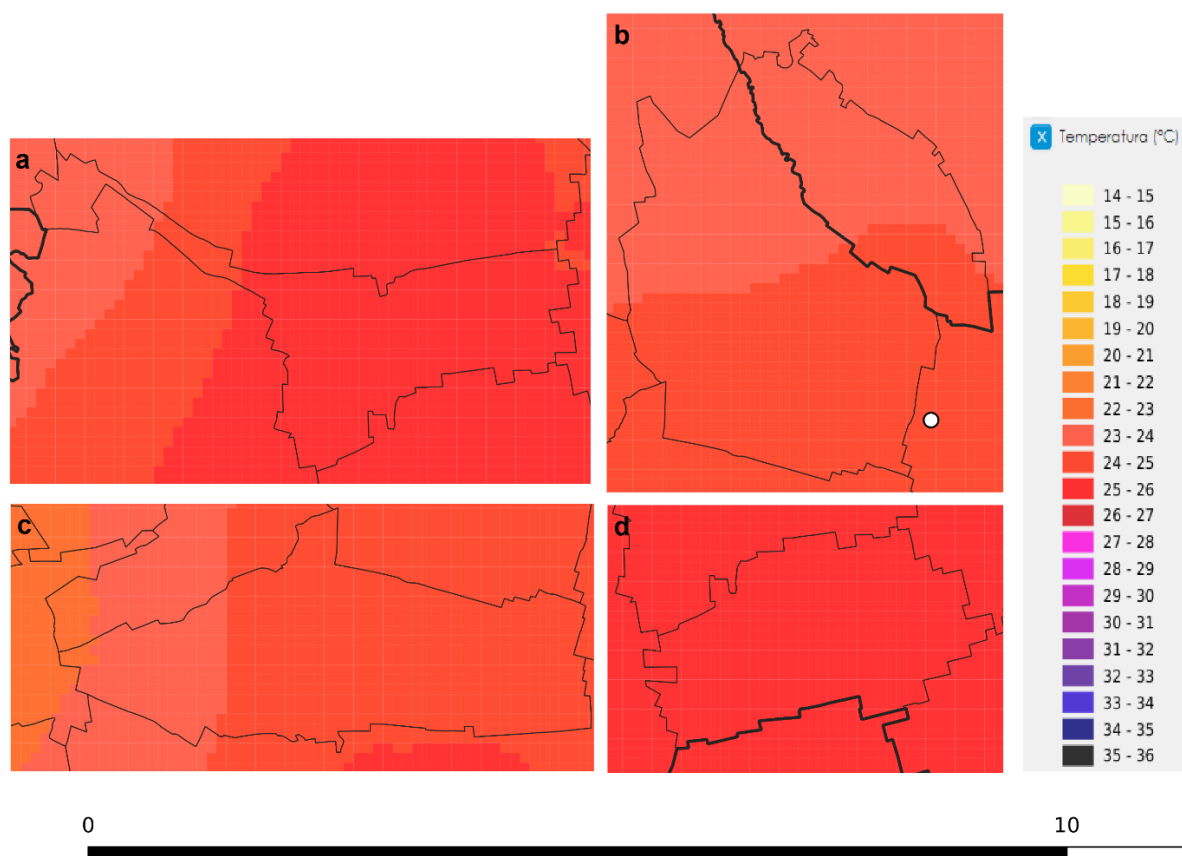 a
b
X Temperatura (ºC)
14 - 15
15 - 16
16 - 17
17 - 18
18 - 19
19 - 20
20 - 21
21 - 22
22 - 23
23 - 24
24 - 25
25 - 26
26 - 27
27 - 28
28 - 29
29 - 30
30 - 31
31 - 32
32 - 33
33 - 34
34 - 35
35 - 36
c
d
0
10